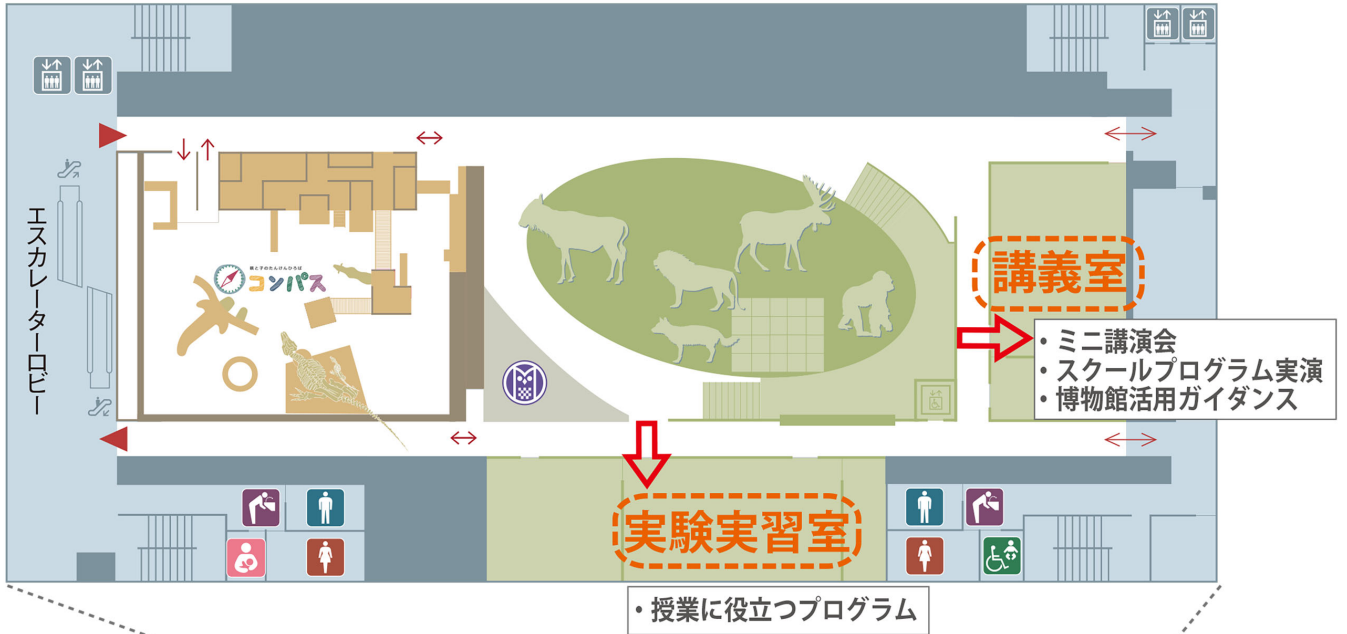 エスカレーターロビー
親と子のたんけんひろば
コンパス
講義室
・ミニ講演会
・スクールプログラム実演
・博物館活用ガイダンス
実験実習室
・授業に役立つプログラム